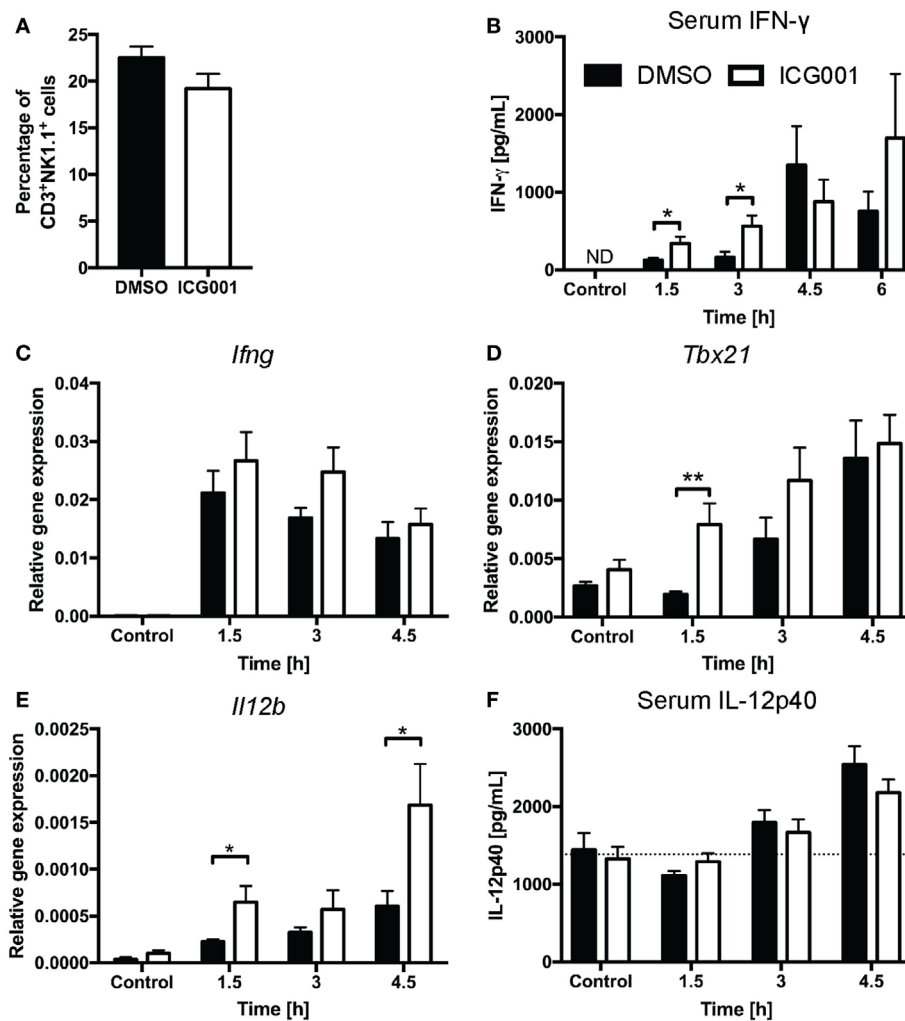 A
Percentage of
CD3+NK1.1+ cells
25
20
15
10
5
0
DMSO ICG001
B
Serum IFN-γ
DMSO ICG001
IFN-γ [pg/mL]
3000
2000
1000
0
ND
*
*
Control 1.5 3 4.5 6
Time [h]
C
Ifng
Relative gene expression
0.04
0.03
0.02
0.01
0.00
Control 1.5 3 4.5
Time [h]
D
Tbx21
Relative gene expression
0.020
0.015
0.010
0.005
0.000
**
Control 1.5 3 4.5
Time [h]
E
Il12b
Relative gene expression
0.0025
0.0020
0.0015
0.0010
0.0005
0.0000
*
*
Control 1.5 3 4.5
Time [h]
F
Serum IL-12p40
IL-12p40 [pg/mL]
3000
2000
1000
0
Control 1.5 3 4.5
Time [h]